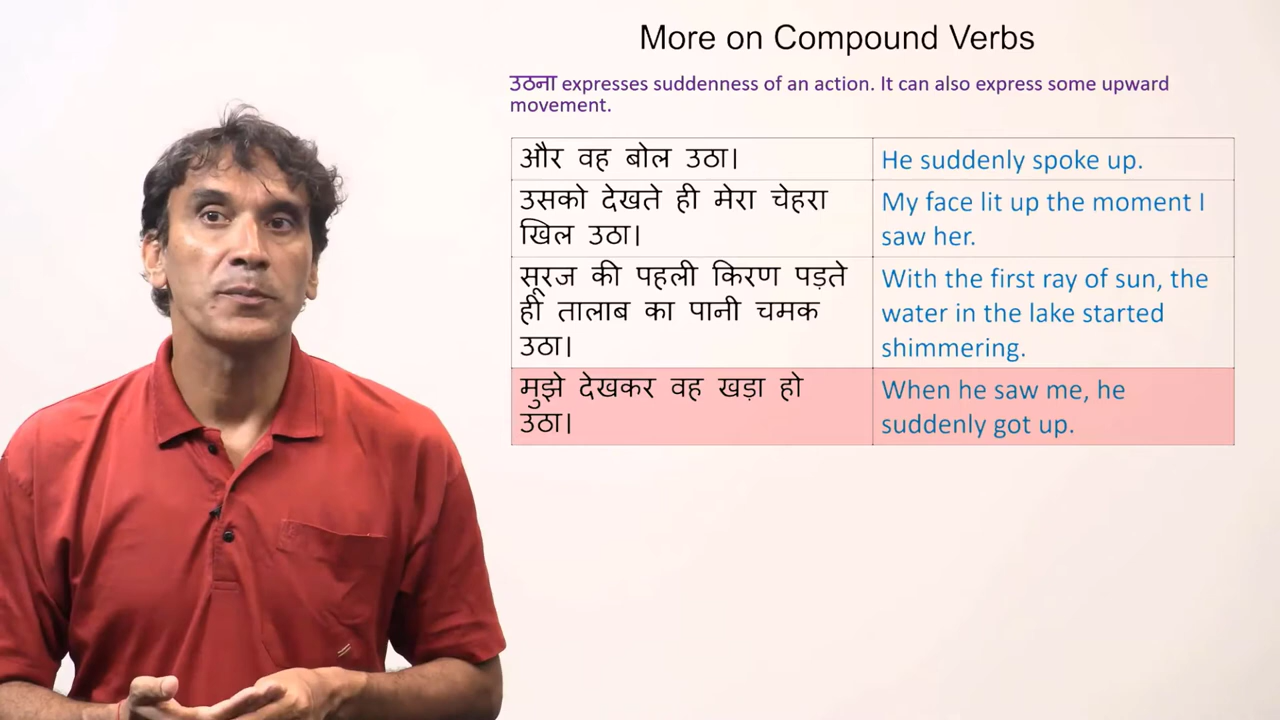 More on Compound Verbs
उठना expresses suddenness of an action. It can also express some upward
movement.
और वह बोल उठा।
He suddenly spoke up.
उसको देखते ही मेरा चेहरा
खिल उठा।
My face lit up the moment I
saw her.
सूरज की पहली किरण पड़ते
ही तालाब का पानी चमक
उठा।
With the first ray of sun, the
water in the lake started
shimmering.
मुझे देखकर वह खड़ा हो
उठा।
When he saw me, he
suddenly got up.